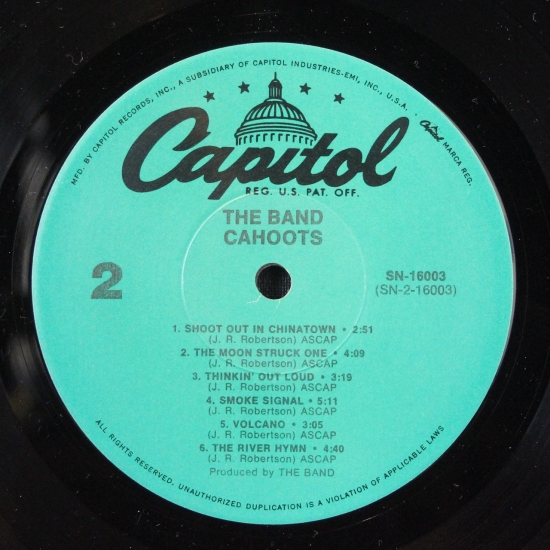 MFD. BY CAPITOL RECORDS, INC., A SUBSIDIARY OF CAPITOL INDUSTRIES-EMI, INC., U.S.A. · Capitol MARCA REG.
Capitol
REG. U.S. PAT. OFF.
THE BAND
CAHOOTS
2
SN-16003
(SN-2-16003)
1. SHOOT OUT IN CHINATOWN • 2:51
(J. R. Robertson) ASCAP
2. THE MOON STRUCK ONE • 4:09
(J. R. Robertson) ASCAP
3. THINKIN' OUT LOUD • 3:19
(J. R. Robertson) ASCAP
4. SMOKE SIGNAL • 5:11
(J. R. Robertson) ASCAP
5. VOLCANO • 3:05
(J. R. Robertson) ASCAP
6. THE RIVER HYMN • 4:40
(J. R. Robertson) ASCAP
Produced by THE BAND
ALL RIGHTS RESERVED. UNAUTHORIZED DUPLICATION IS A VIOLATION OF APPLICABLE LAWS.